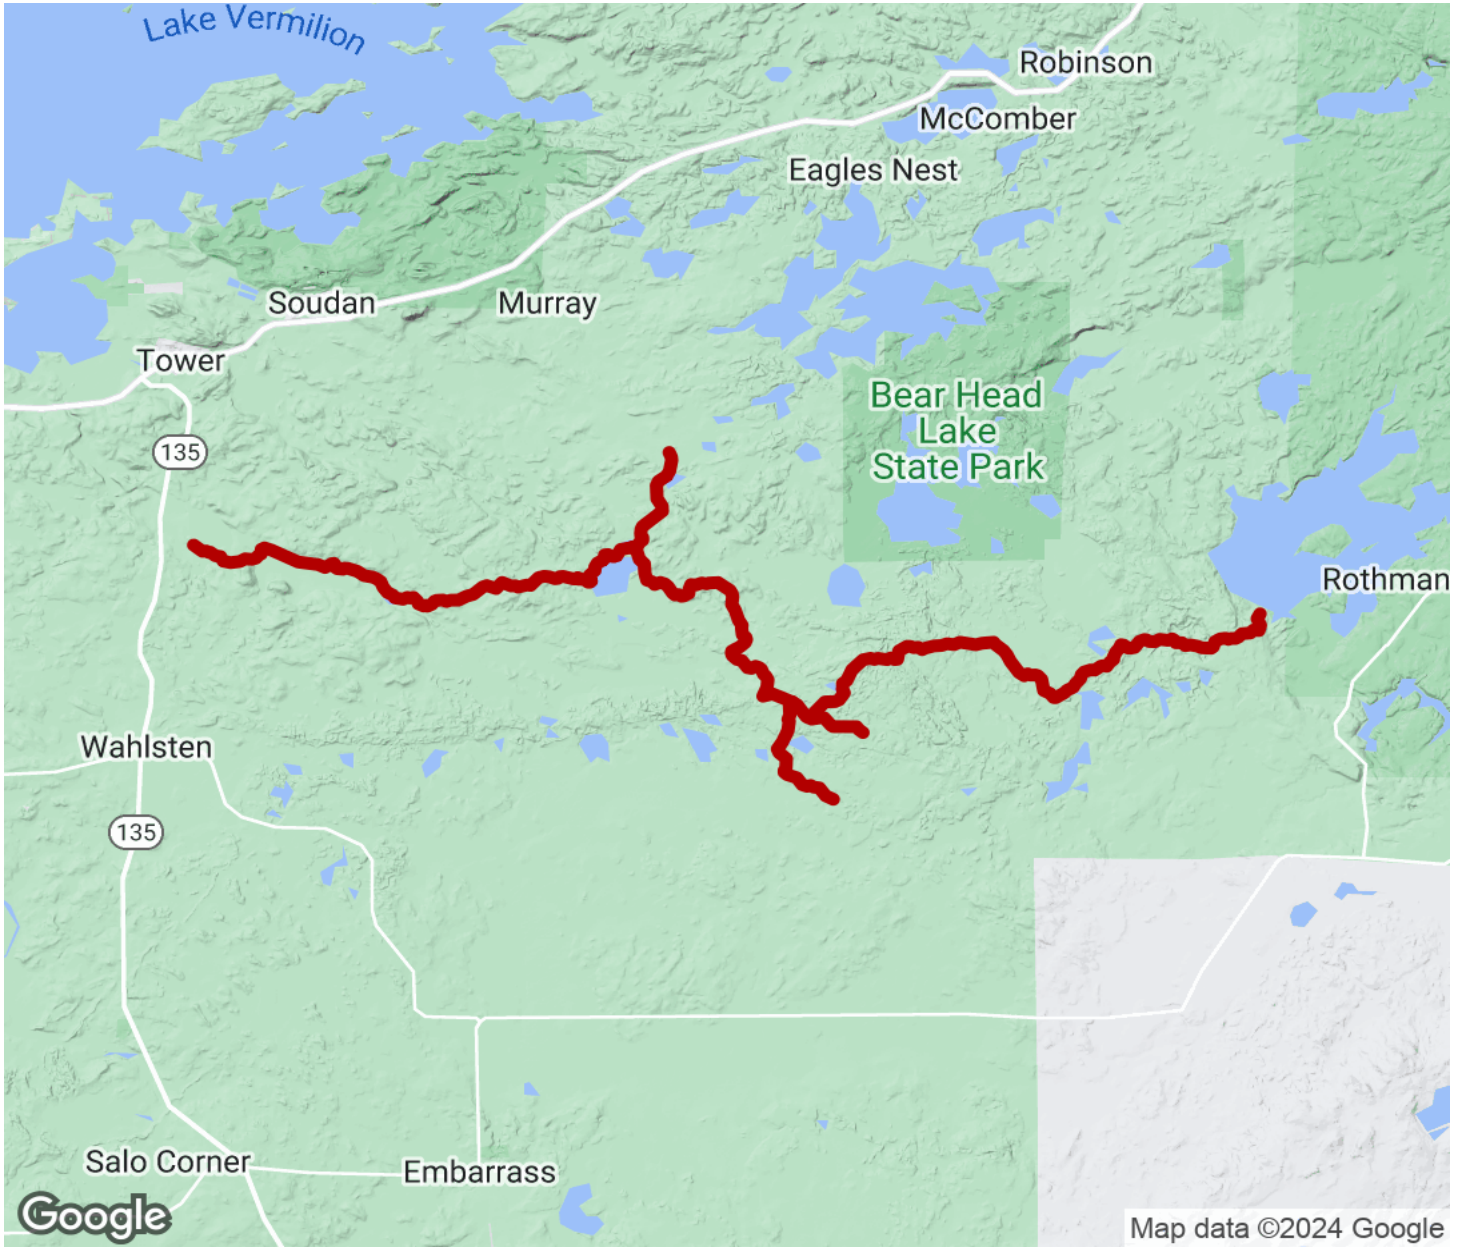 Lake Vermilion
Robinson
McComber
Eagles Nest
Soudan
Murray
Tower
Bear Head
Lake
State Park
135
Rothman
Wahlsten
135
Salo Corner
Embarrass
Google
Map data ©2024 Google